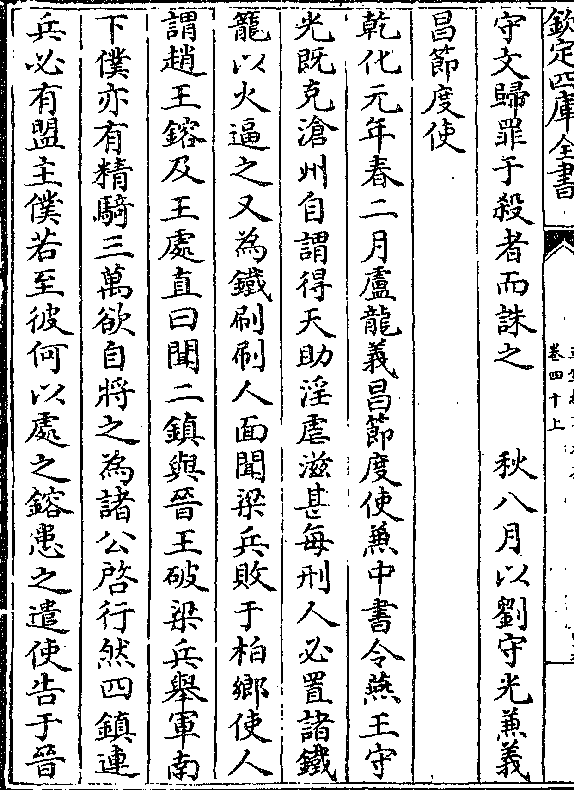 欽定四庫全書
卷四十上
守文歸罪于殺者而誅之　秋八月以劉守光兼義
昌節度使
乾化元年春二月盧龍義昌節度使兼中書令燕王守
光既克滄州自謂得天助淫虐滋甚每刑人必置諸鐵
籠以火逼之又為鐵刷刷人面聞梁兵敗于柏鄉使人
謂趙王鎔及王處直曰聞二鎮與晉王破梁兵舉軍南
下僕亦有精騎三萬欲自將之為諸公啓行然四鎮連
兵必有盟主僕若至彼何以處之鎔患之遣使告于晉